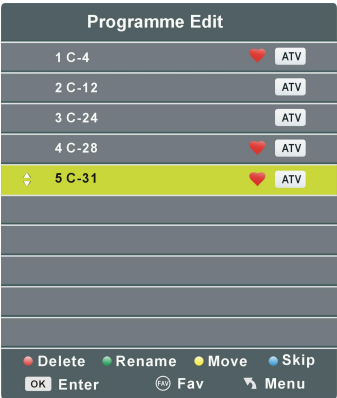 Programme Edit
1 C-4 ATV
2 C-12 ATV
3 C-24 ATV
4 C-28 ATV
5 C-31 ATV
Delete Rename Move Skip
OK Enter FAV Fav Menu